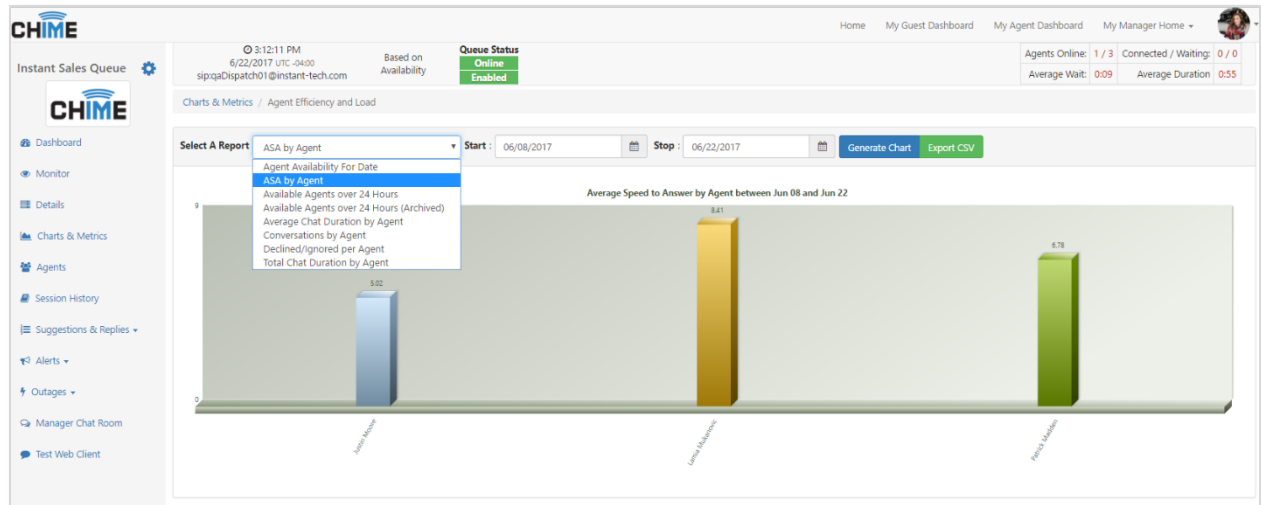 CHIME
Home My Guest Dashboard My Agent Dashboard My Manager Home
Instant Sales Queue
CHIME
Dashboard
Monitor
Details
Charts & Metrics
Agents
Session History
Suggestions & Replies
Alerts
Outages
Manager Chat Room
Test Web Client
3:12:11 PM
6/22/2017 UTC -04:00
sip:qaDispatch01@instant-tech.com
Based on
Availability
Queue Status
Online
Enabled
Agents Online: 1 / 3 Connected / Waiting: 0 / 0
Average Wait: 0:09 Average Duration 0:55
Charts & Metrics / Agent Efficiency and Load
Select A Report ASA by Agent Start : 06/08/2017 Stop : 06/22/2017 Generate Chart Export CSV
Agent Availability For Date
ASA by Agent
Available Agents over 24 Hours
Available Agents over 24 Hours (Archived)
Average Chat Duration by Agent
Conversations by Agent
Declined/Ignored per Agent
Total Chat Duration by Agent
Average Speed to Answer by Agent between Jun 08 and Jun 22
9
8.41
6.78
5.02
0
Justin Moore
Lamia Mukanovic
Patrick Madden